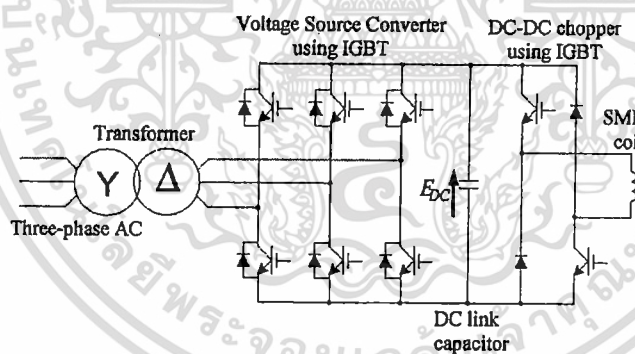 Voltage Source Converter
using IGBT
DC-DC chopper
using IGBT
Transformer
Y
Δ
Three-phase AC
E_DC
DC link
capacitor